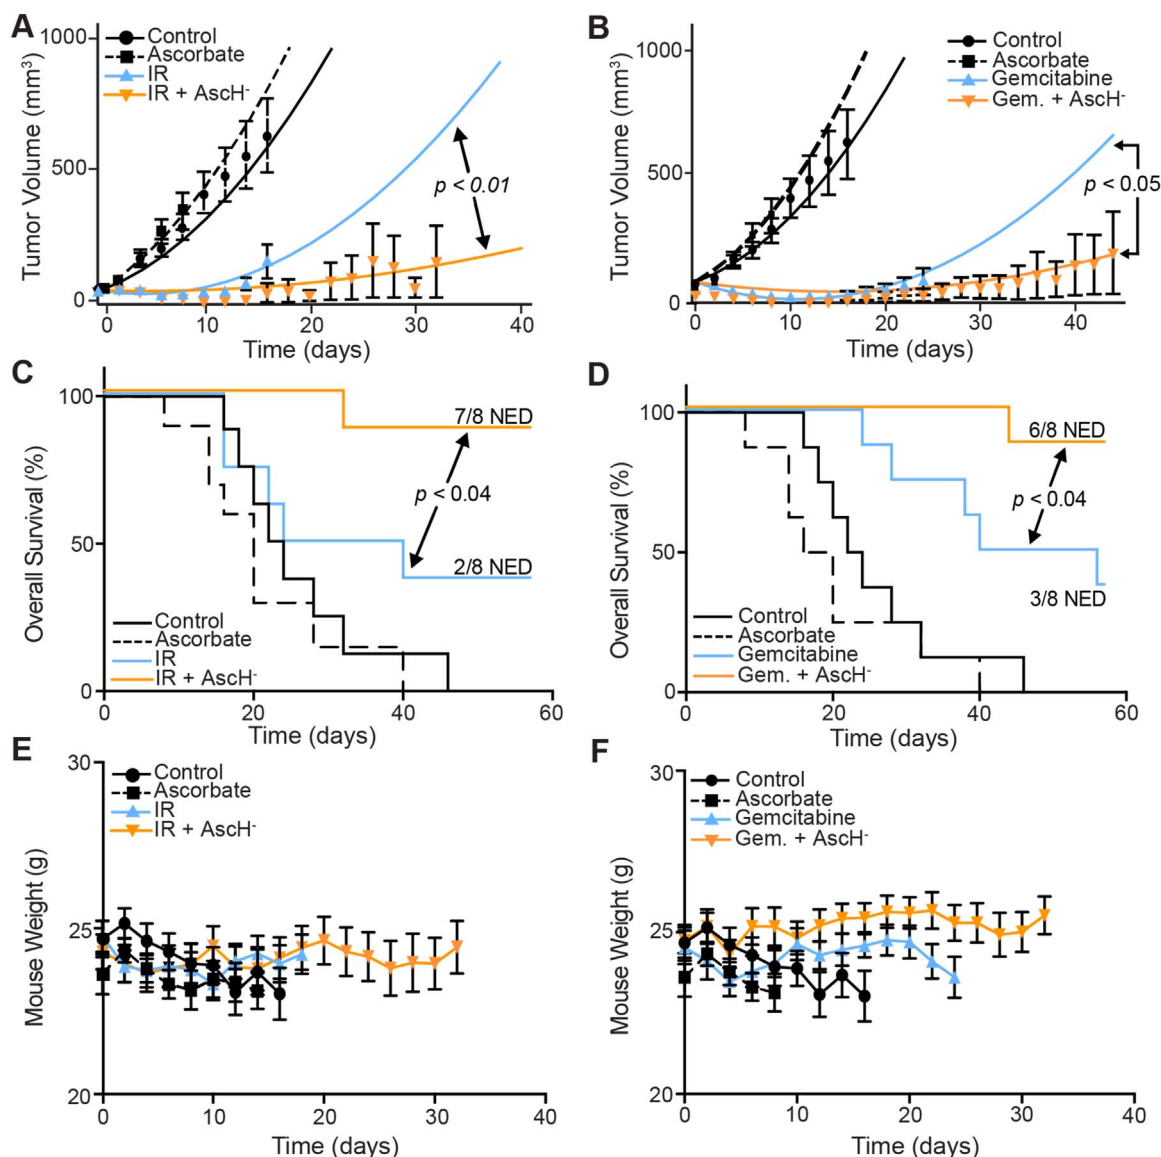 A
Tumor Volume (mm³)
1000
500
0
Control
Ascorbate
IR
IR + AscH-
p < 0.01
0 10 20 30 40
Time (days)
B
Tumor Volume (mm³)
1000
500
0
Control
Ascorbate
Gemcitabine
Gem. + AscH-
p < 0.05
0 10 20 30 40
Time (days)
C
Overall Survival (%)
100
50
0
7/8 NED
p < 0.04
2/8 NED
Control
Ascorbate
IR
IR + AscH-
0 20 40 60
Time (days)
D
Overall Survival (%)
100
50
0
6/8 NED
p < 0.04
3/8 NED
Control
Ascorbate
Gemcitabine
Gem. + AscH-
0 20 40 60
Time (days)
E
Mouse Weight (g)
30
25
20
Control
Ascorbate
IR
IR + AscH-
0 10 20 30 40
Time (days)
F
Mouse Weight (g)
30
25
20
Control
Ascorbate
Gemcitabine
Gem. + AscH-
0 10 20 30 40
Time (days)